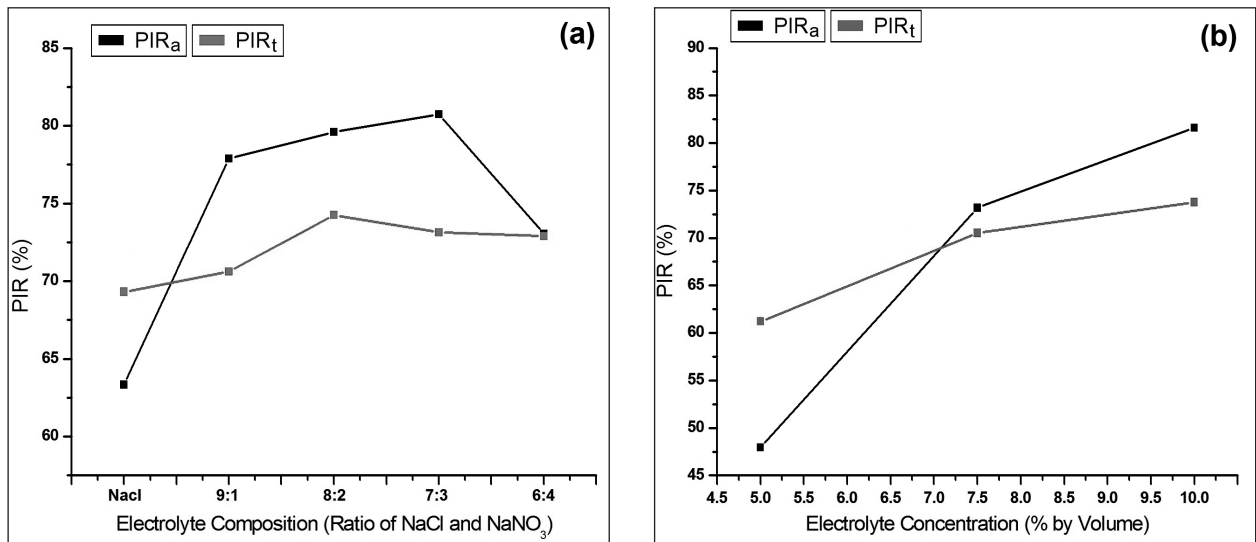 PIRa PIRt
(a)
85
80
75
70
65
60
PIR (%)
Nacl 9:1 8:2 7:3 6:4
Electrolyte Composition (Ratio of NaCl and NaNO3)
PIRa PIRt
(b)
90
85
80
75
70
65
60
55
50
45
PIR (%)
4.5 5.0 5.5 6.0 6.5 7.0 7.5 8.0 8.5 9.0 9.5 10.0
Electrolyte Concentration (% by Volume)